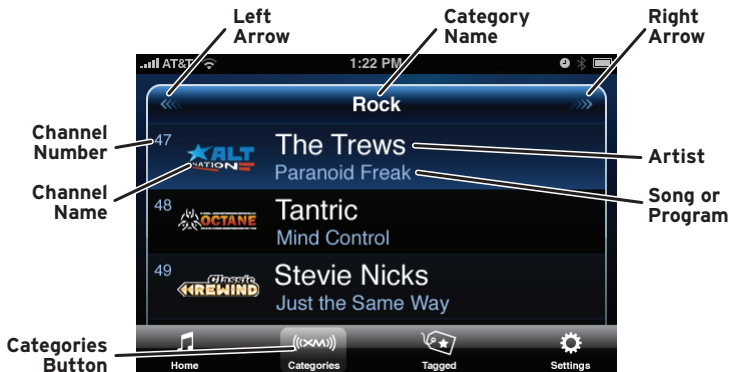 Left
Arrow
Category
Name
Right
Arrow
AT&T
1:22 PM
Rock
Channel
Number
47
ALT
NATION
The Trews
Artist
Paranoid Freak
Channel
Name
Song or
Program
48
OCTANE
Tantric
Mind Control
49
Classic
REWIND
Stevie Nicks
Just the Same Way
Categories
Button
Home
((XM))
Categories
Tagged
Settings